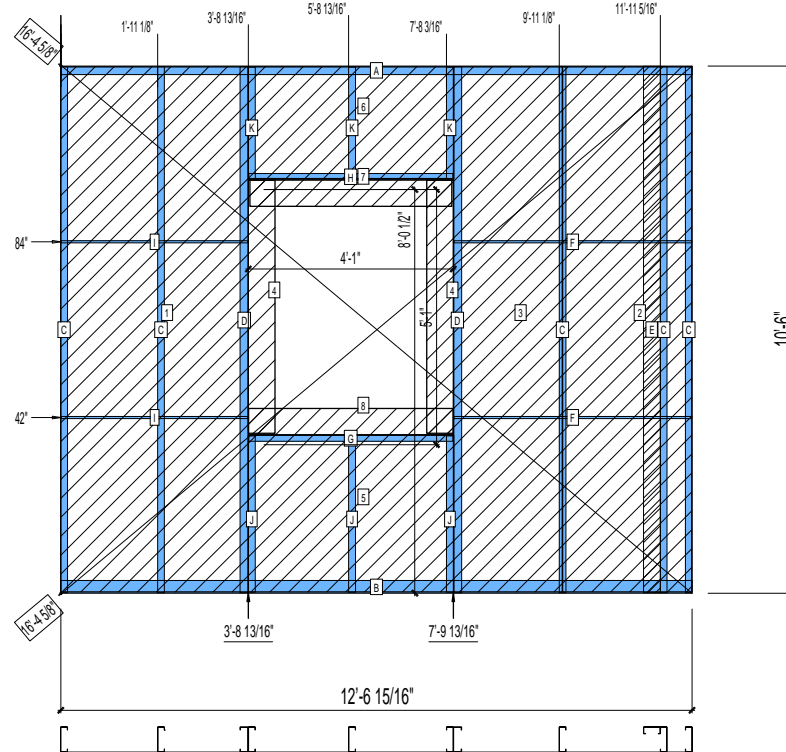 3'-8 13/16" 5'-8 13/16"
1'-11 1/8" 7'-8 3/16" 9'-11 1/8" 11'-11 5/16"
16'-4 5/8"
A
6
K K K
H 7
8'-0 1/2"
84" I F
4'-1"
4 4
5'-1"
1 3 2
C C D D C E C C
10'-6"
8
42" I F
G
5
J J J
B
16'-4 5/8"
3'-8 13/16" 7'-9 13/16"
12'-6 15/16"